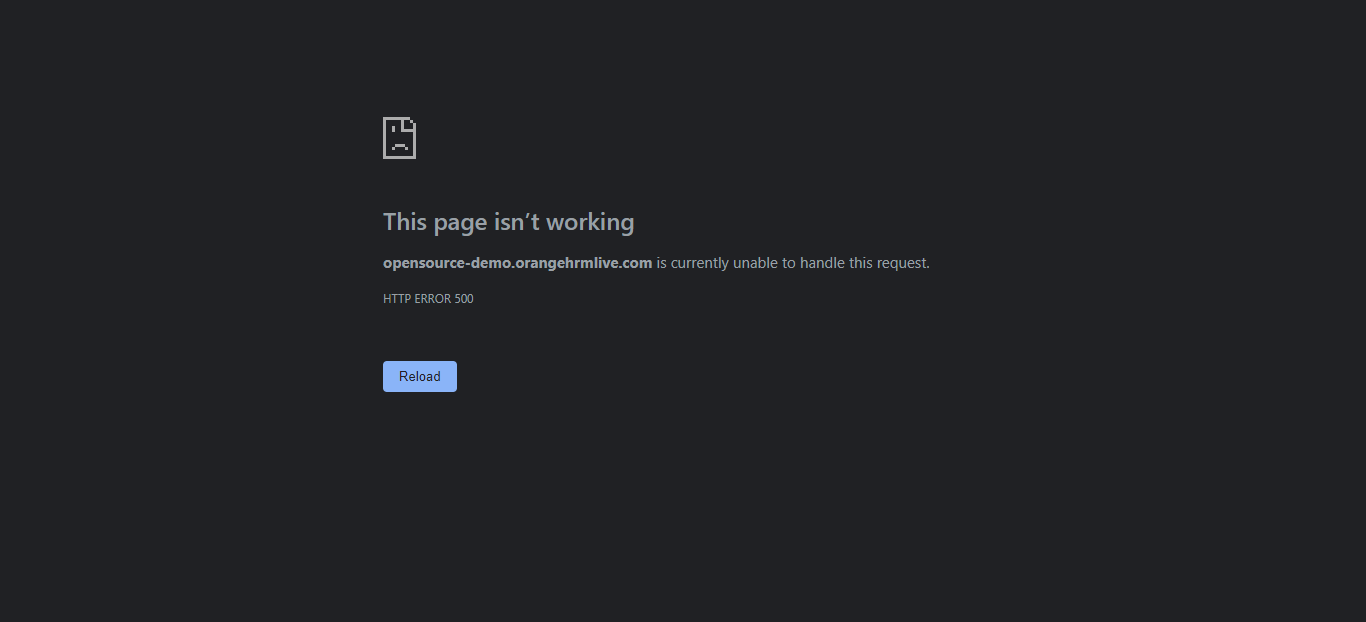 This page isn’t working
opensource-demo.orangehrmlive.com is currently unable to handle this request.
HTTP ERROR 500
Reload